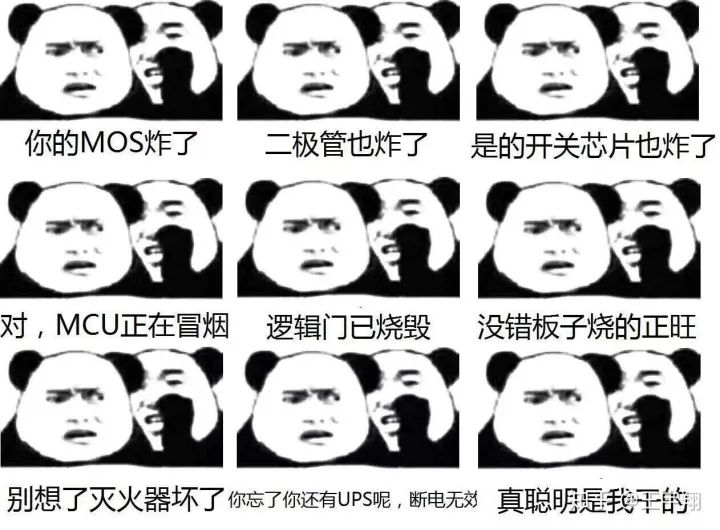 你的MOS炸了
二极管也炸了
是的开关芯片也炸了
对，MCU正在冒烟
逻辑门已烧毁
没错板子烧的正旺
别想了灭火器坏了
你忘了你还有UPS呢，断电无效
真聪明是我干的